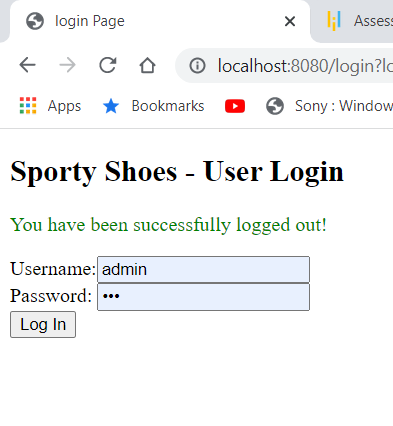 login Page
Assess
localhost:8080/login?lo
Apps Bookmarks Sony : Window
Sporty Shoes - User Login
You have been successfully logged out!
Username: admin
Password: •••
Log In